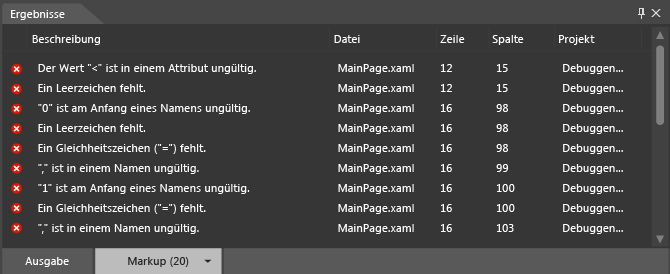 Ergebnisse
Beschreibung Datei Zeile Spalte Projekt
Der Wert "<" ist in einem Attribut ungültig. MainPage.xaml 12 15 Debuggen...
Ein Leerzeichen fehlt. MainPage.xaml 12 15 Debuggen...
"0" ist am Anfang eines Namens ungültig. MainPage.xaml 16 98 Debuggen...
Ein Leerzeichen fehlt. MainPage.xaml 16 98 Debuggen...
Ein Gleichheitszeichen ("=") fehlt. MainPage.xaml 16 98 Debuggen...
"," ist in einem Namen ungültig. MainPage.xaml 16 99 Debuggen...
"1" ist am Anfang eines Namens ungültig. MainPage.xaml 16 100 Debuggen...
Ein Gleichheitszeichen ("=") fehlt. MainPage.xaml 16 100 Debuggen...
"," ist in einem Namen ungültig. MainPage.xaml 16 103 Debuggen...
Ausgabe Markup (20)